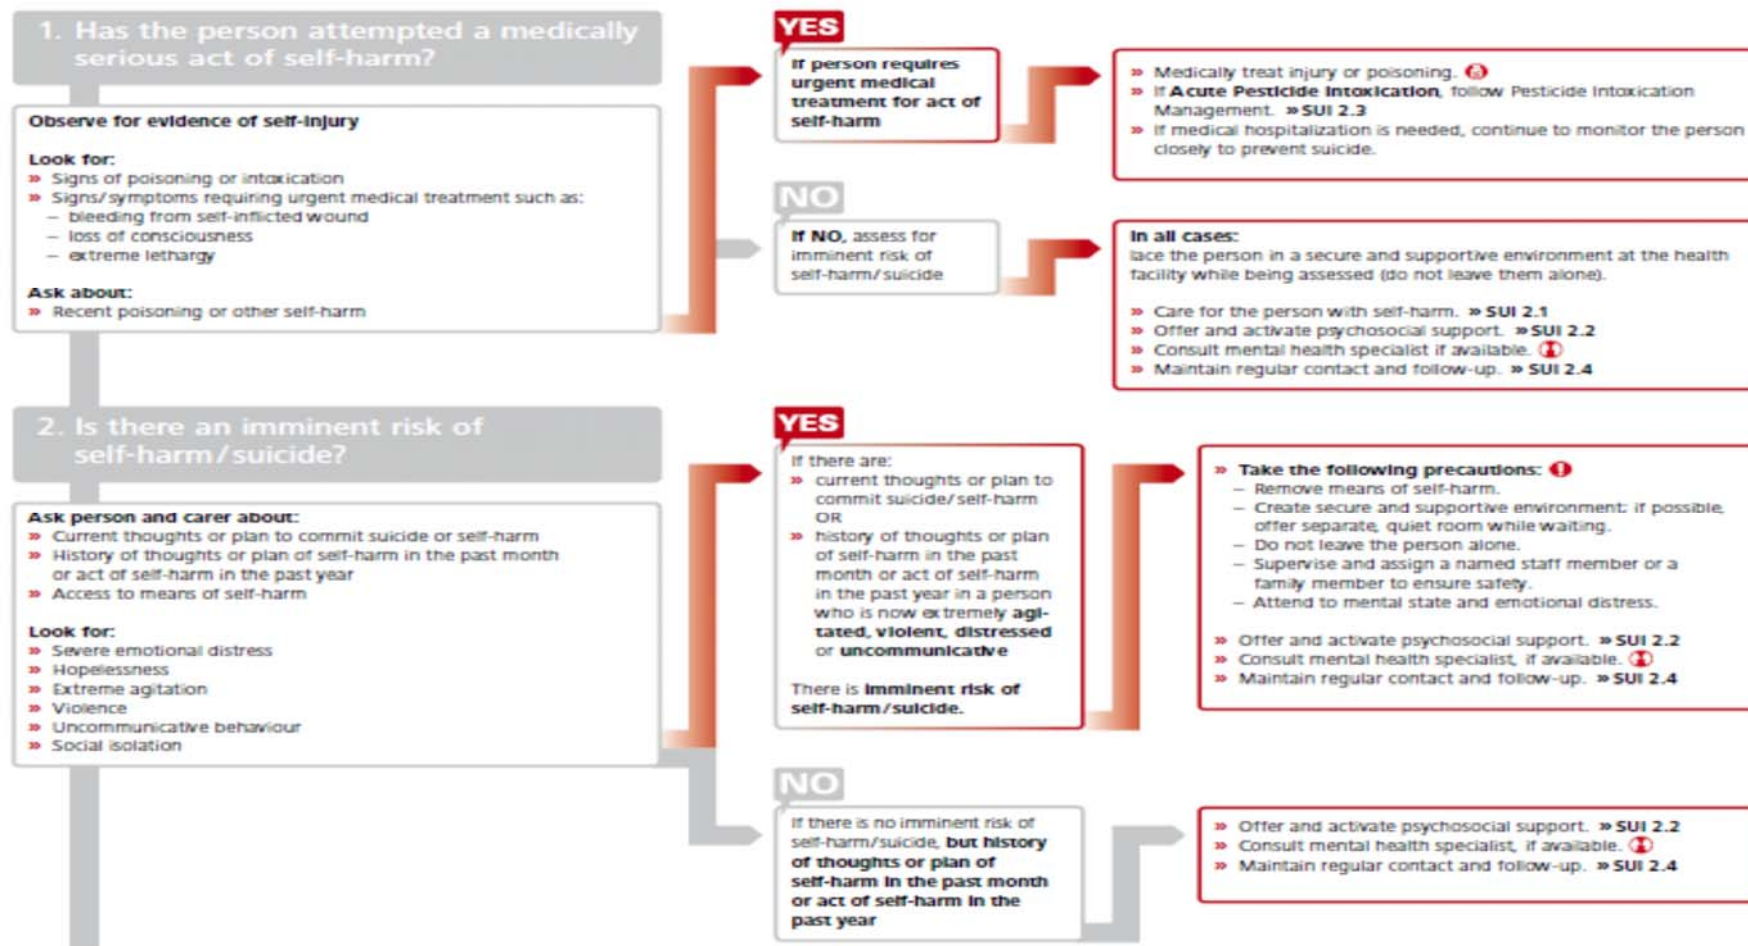 1. Has the person attempted a medically
serious act of self-harm?
Observe for evidence of self-injury
Look for:
» Signs of poisoning or intoxication
» Signs/symptoms requiring urgent medical treatment such as:
– bleeding from self-inflicted wound
– loss of consciousness
– extreme lethargy
Ask about:
» Recent poisoning or other self-harm
YES
If person requires
urgent medical
treatment for act of
self-harm
» Medically treat injury or poisoning.
» If Acute Pesticide Intoxication, follow Pesticide Intoxication
Management. » SUI 2.3
» If medical hospitalization is needed, continue to monitor the person
closely to prevent suicide.
NO
If NO, assess for
imminent risk of
self-harm/suicide
In all cases:
lace the person in a secure and supportive environment at the health
facility while being assessed (do not leave them alone).
» Care for the person with self-harm. » SUI 2.1
» Offer and activate psychosocial support. » SUI 2.2
» Consult mental health specialist if available.
» Maintain regular contact and follow-up. » SUI 2.4
2. Is there an imminent risk of
self-harm/suicide?
Ask person and carer about:
» Current thoughts or plan to commit suicide or self-harm
» History of thoughts or plan of self-harm in the past month
or act of self-harm in the past year
» Access to means of self-harm
Look for:
» Severe emotional distress
» Hopelessness
» Extreme agitation
» Violence
» Uncommunicative behaviour
» Social isolation
YES
If there are:
» current thoughts or plan to
commit suicide/self-harm
OR
» history of thoughts or plan
of self-harm in the past
month or act of self-harm
in the past year in a person
who is now extremely agi-
tated, violent, distressed
or uncommunicative
There is imminent risk of
self-harm/suicide.
» Take the following precautions: !
– Remove means of self-harm.
– Create secure and supportive environment; if possible,
offer separate, quiet room while waiting.
– Do not leave the person alone.
– Supervise and assign a named staff member or a
family member to ensure safety.
– Attend to mental state and emotional distress.
» Offer and activate psychosocial support. » SUI 2.2
» Consult mental health specialist, if available.
» Maintain regular contact and follow-up. » SUI 2.4
NO
If there is no imminent risk of
self-harm/suicide, but history
of thoughts or plan of
self-harm in the past month
or act of self-harm in the
past year
» Offer and activate psychosocial support. » SUI 2.2
» Consult mental health specialist, if available.
» Maintain regular contact and follow-up. » SUI 2.4